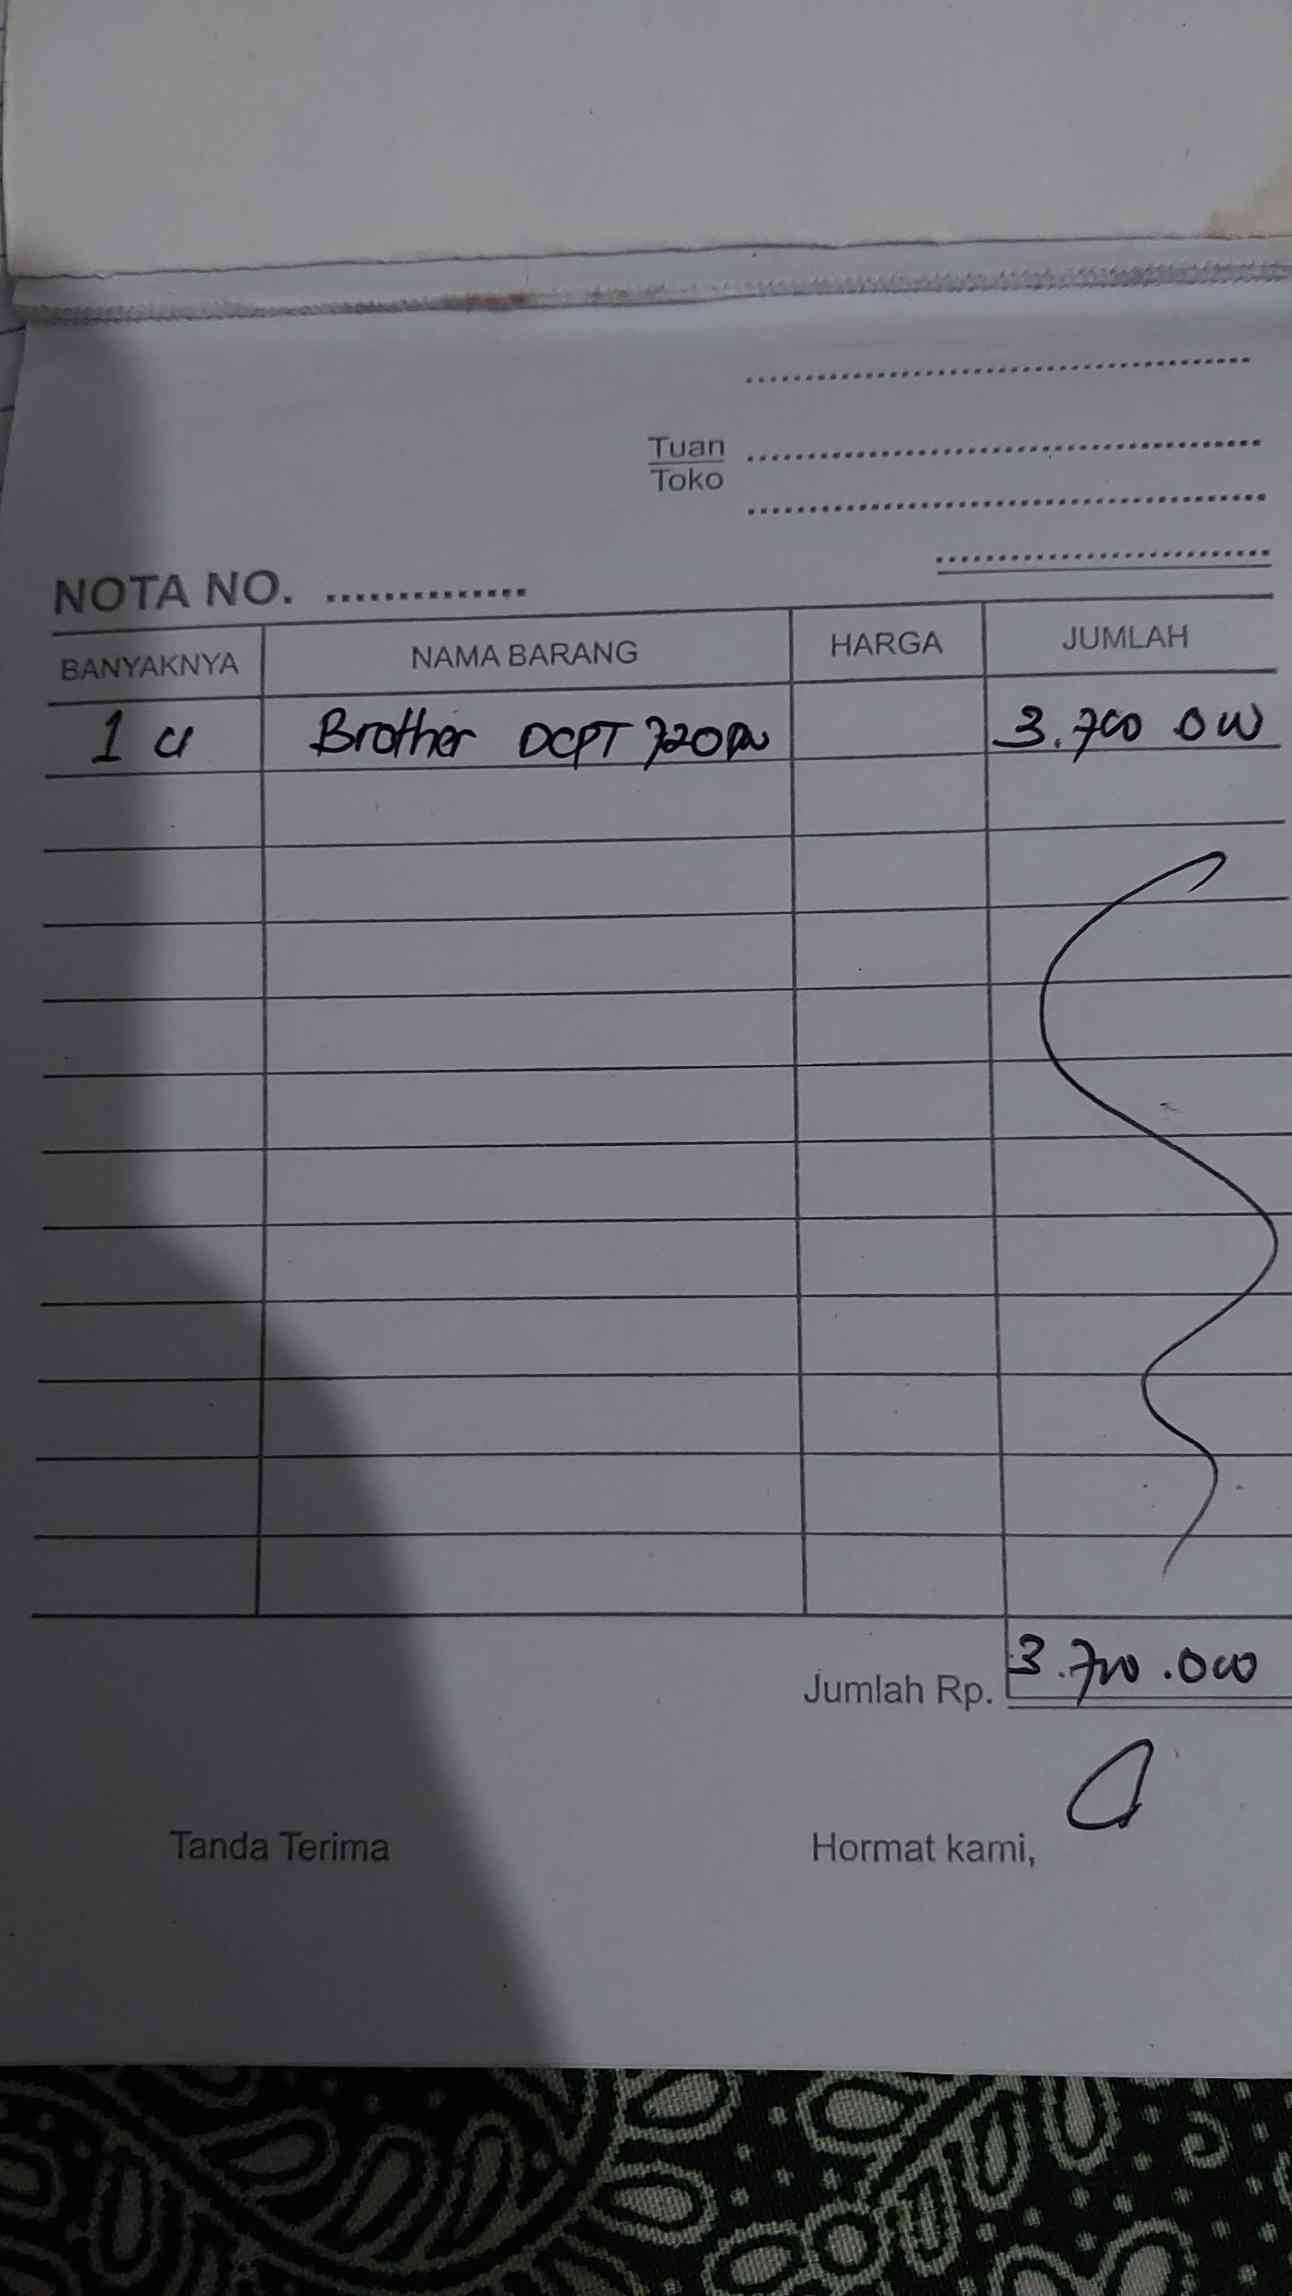 Tuan
Toko
NOTA NO.
BANYAKNYA NAMA BARANG HARGA JUMLAH
1 Brother DCPT 720DW 3.700 000
Jumlah Rp. 3.700.000
Tanda Terima Hormat kami,